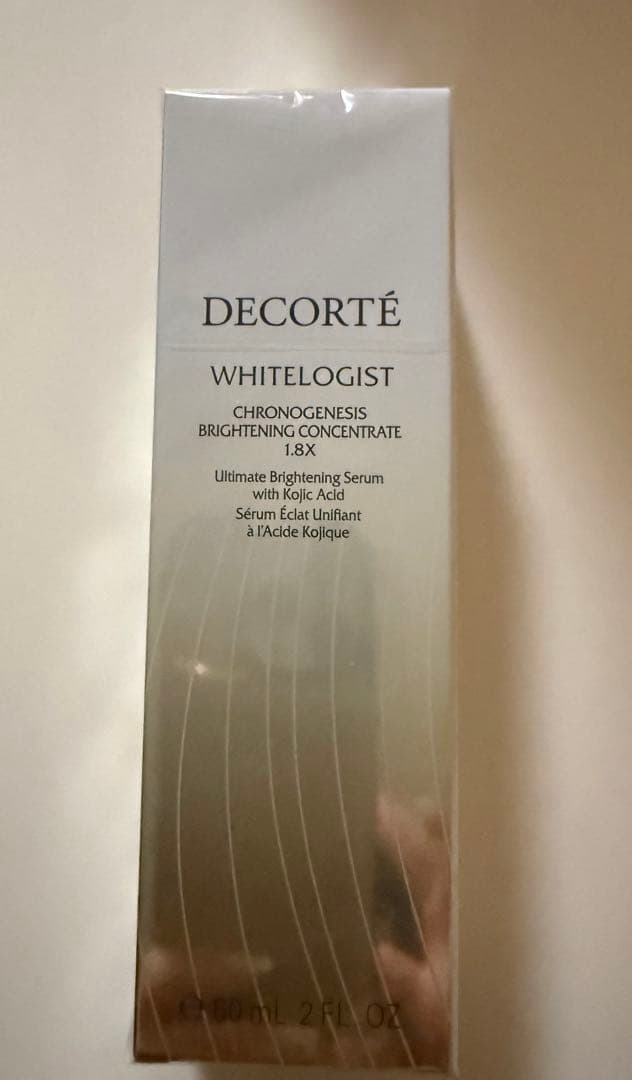 DECORTÉ
WHITELOGIST
CHRONOGENESIS
BRIGHTENING CONCENTRATE
1.8X
Ultimate Brightening Serum
with Kojic Acid
Sérum Éclat Unifiant
à l'Acide Kojique
60 mL 2 FL. OZ